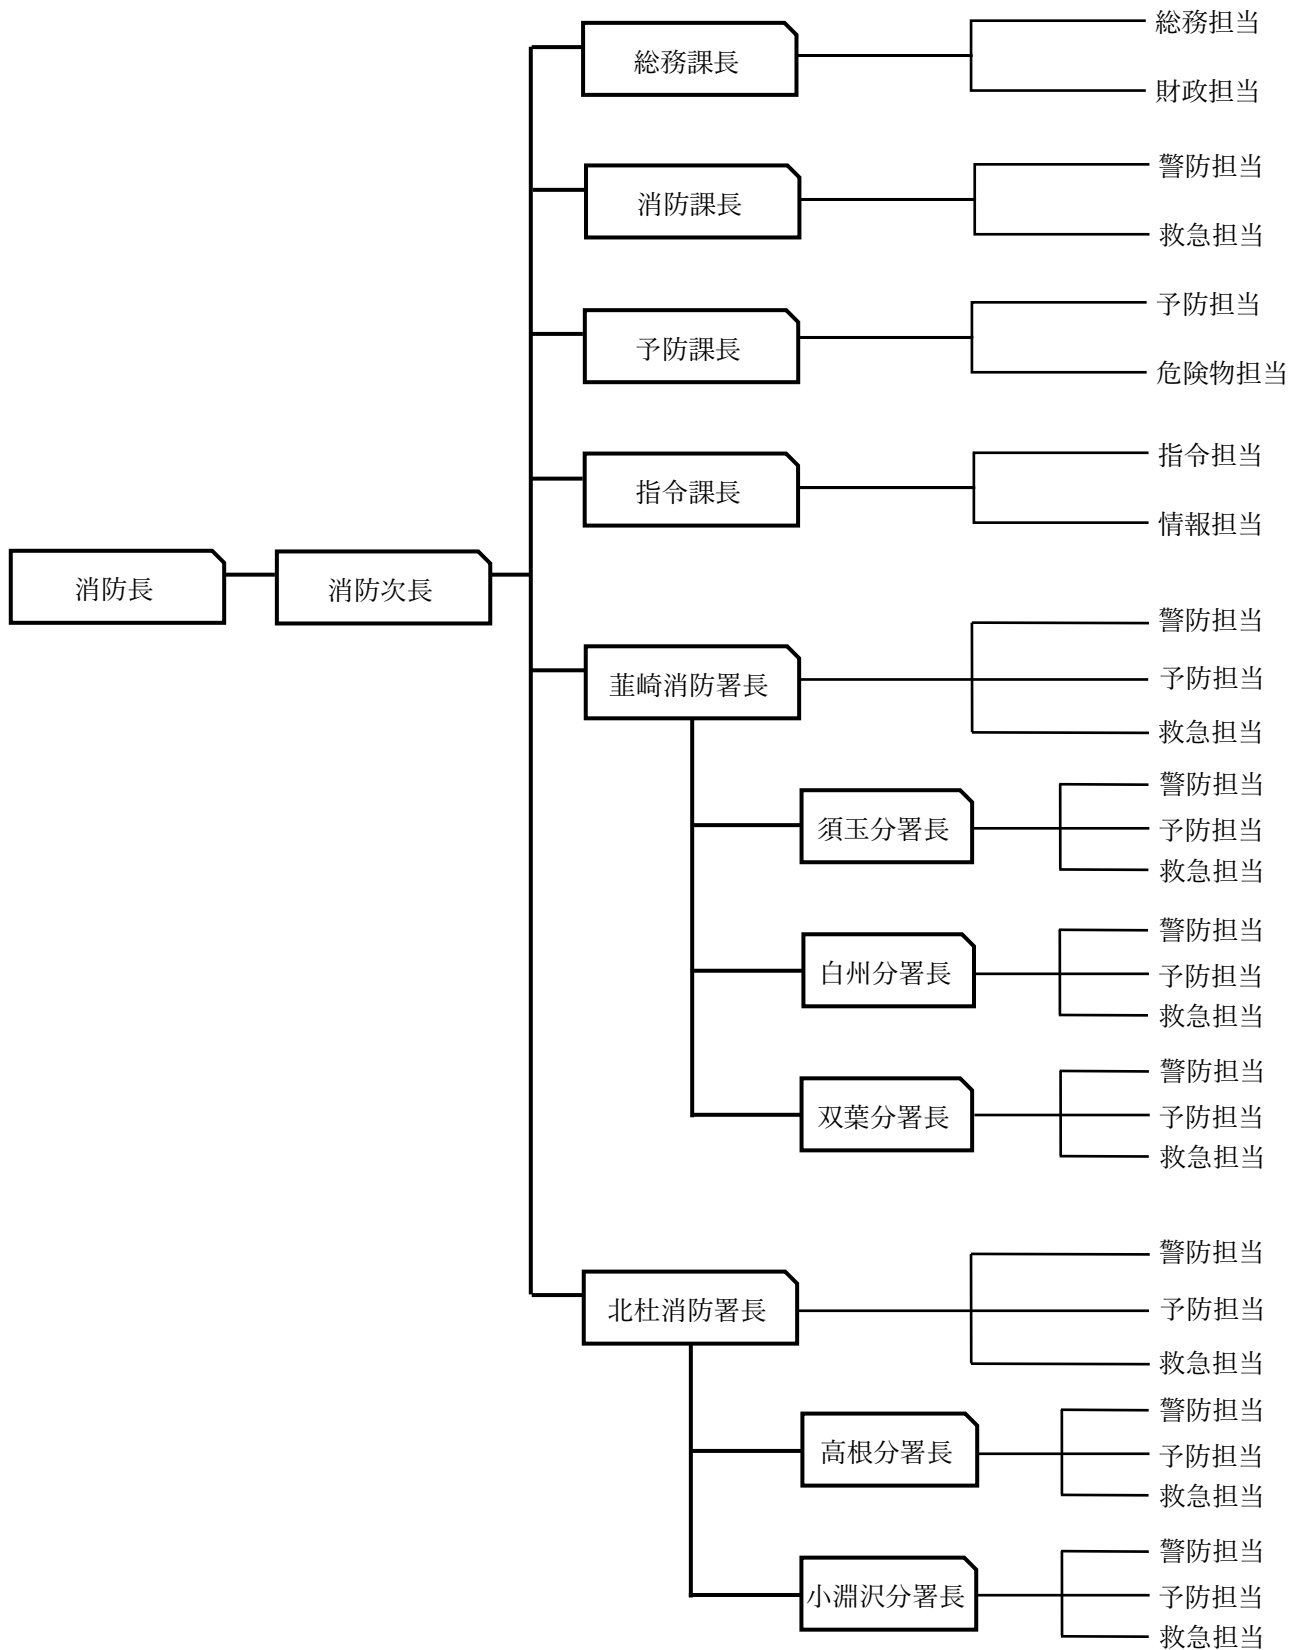 総務課長
総務担当
財政担当
消防課長
警防担当
救急担当
予防課長
予防担当
危険物担当
指令課長
指令担当
情報担当
消防長
消防次長
韮崎消防署長
警防担当
予防担当
救急担当
須玉分署長
警防担当
予防担当
救急担当
白州分署長
警防担当
予防担当
救急担当
双葉分署長
警防担当
予防担当
救急担当
北杜消防署長
警防担当
予防担当
救急担当
高根分署長
警防担当
予防担当
救急担当
小淵沢分署長
警防担当
予防担当
救急担当